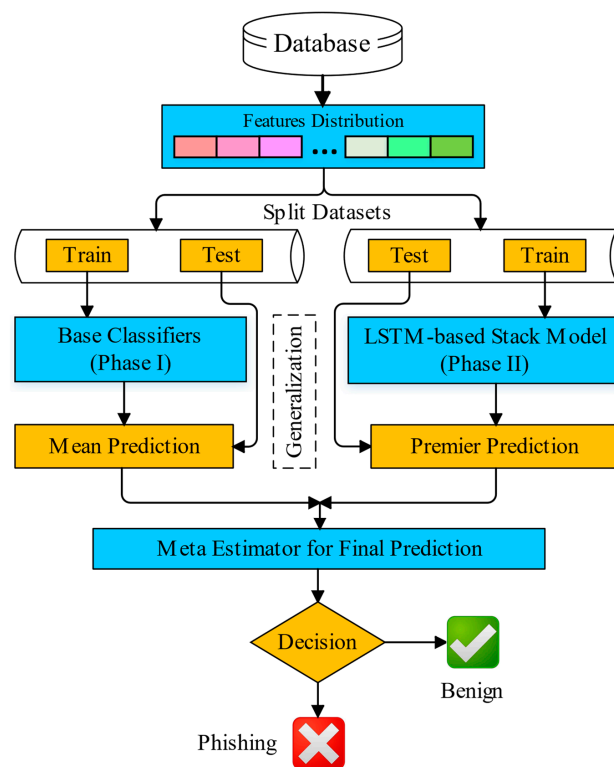 Database
Features Distribution
...
Split Datasets
Train
Test
Test
Train
Base Classifiers
(Phase I)
Generalization
LSTM-based Stack Model
(Phase II)
Mean Prediction
Premier Prediction
Meta Estimator for Final Prediction
Decision
Benign
Phishing